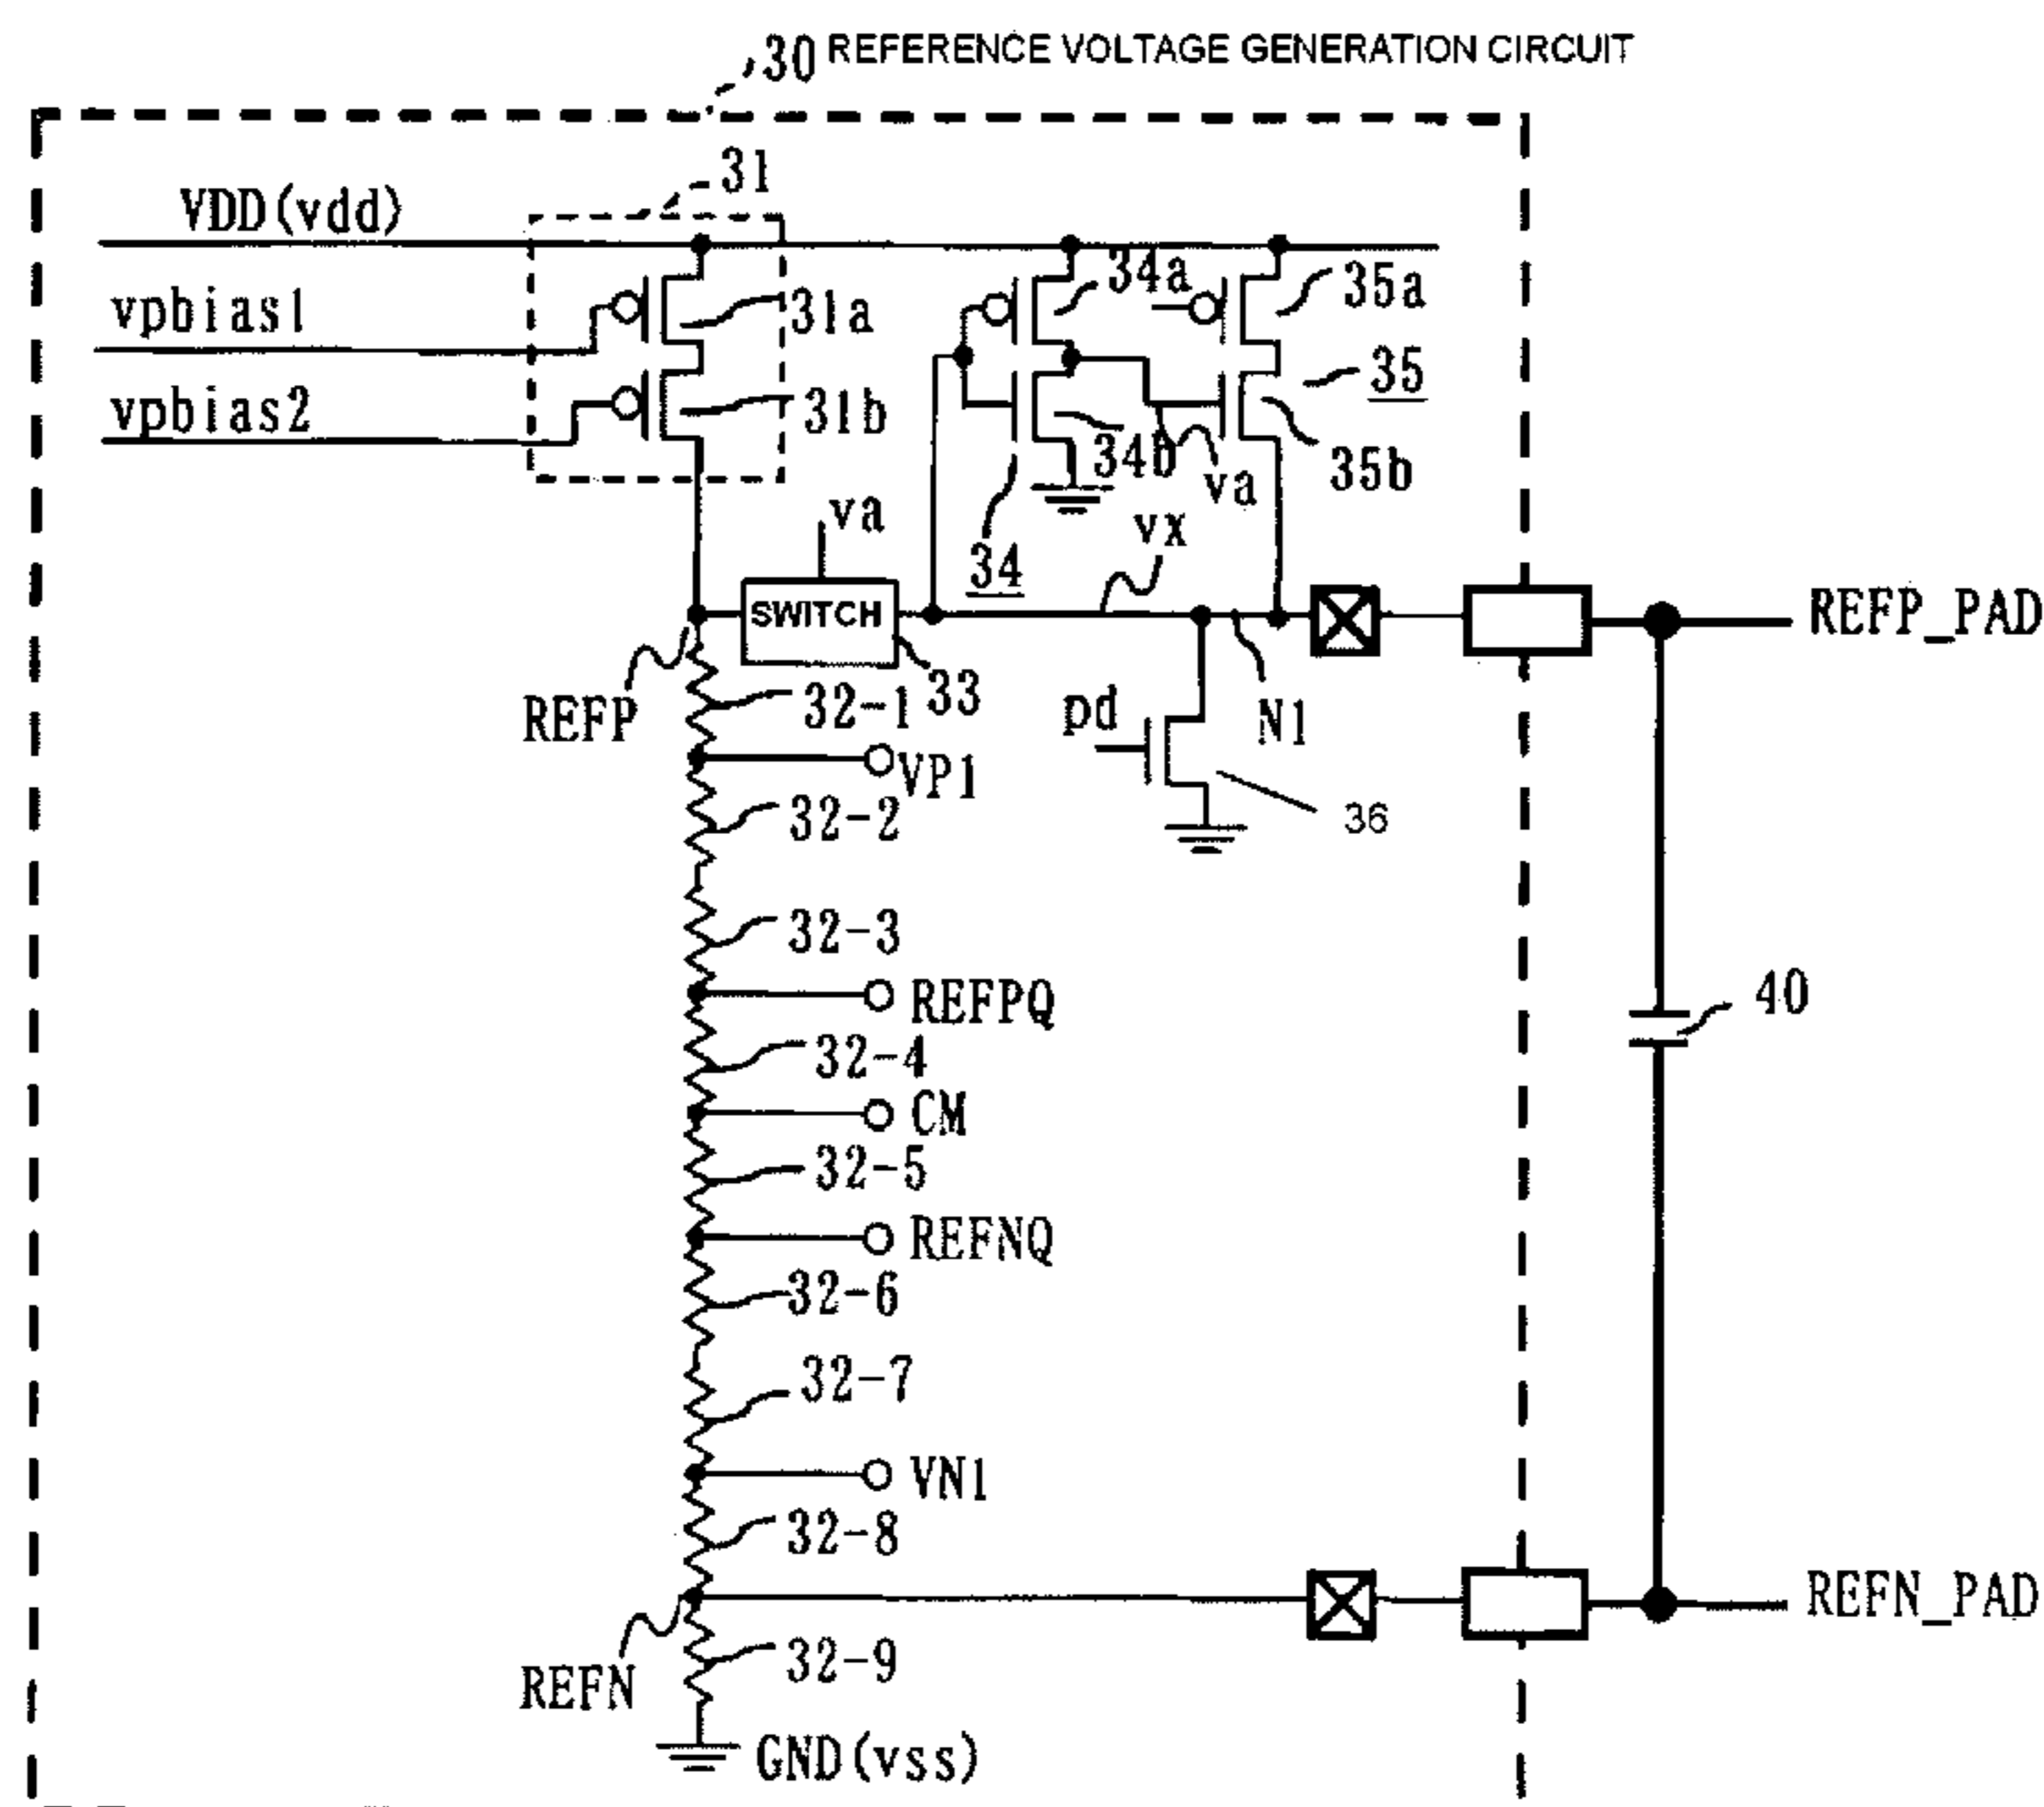 30 REFERENCE VOLTAGE GENERATION CIRCUIT
31
VDD(vdd)
34a
35a
vpbias1
31a
35
vpbias2
31b
34b
va
35b
va
vx
34
SWITCH
REFP_PAD
REFP
32-1
33
pd
N1
VP1
32-2
36
32-3
REFPQ
40
32-4
CM
32-5
REFNQ
32-6
32-7
VN1
32-8
REFN_PAD
REFN
32-9
GND(vss)